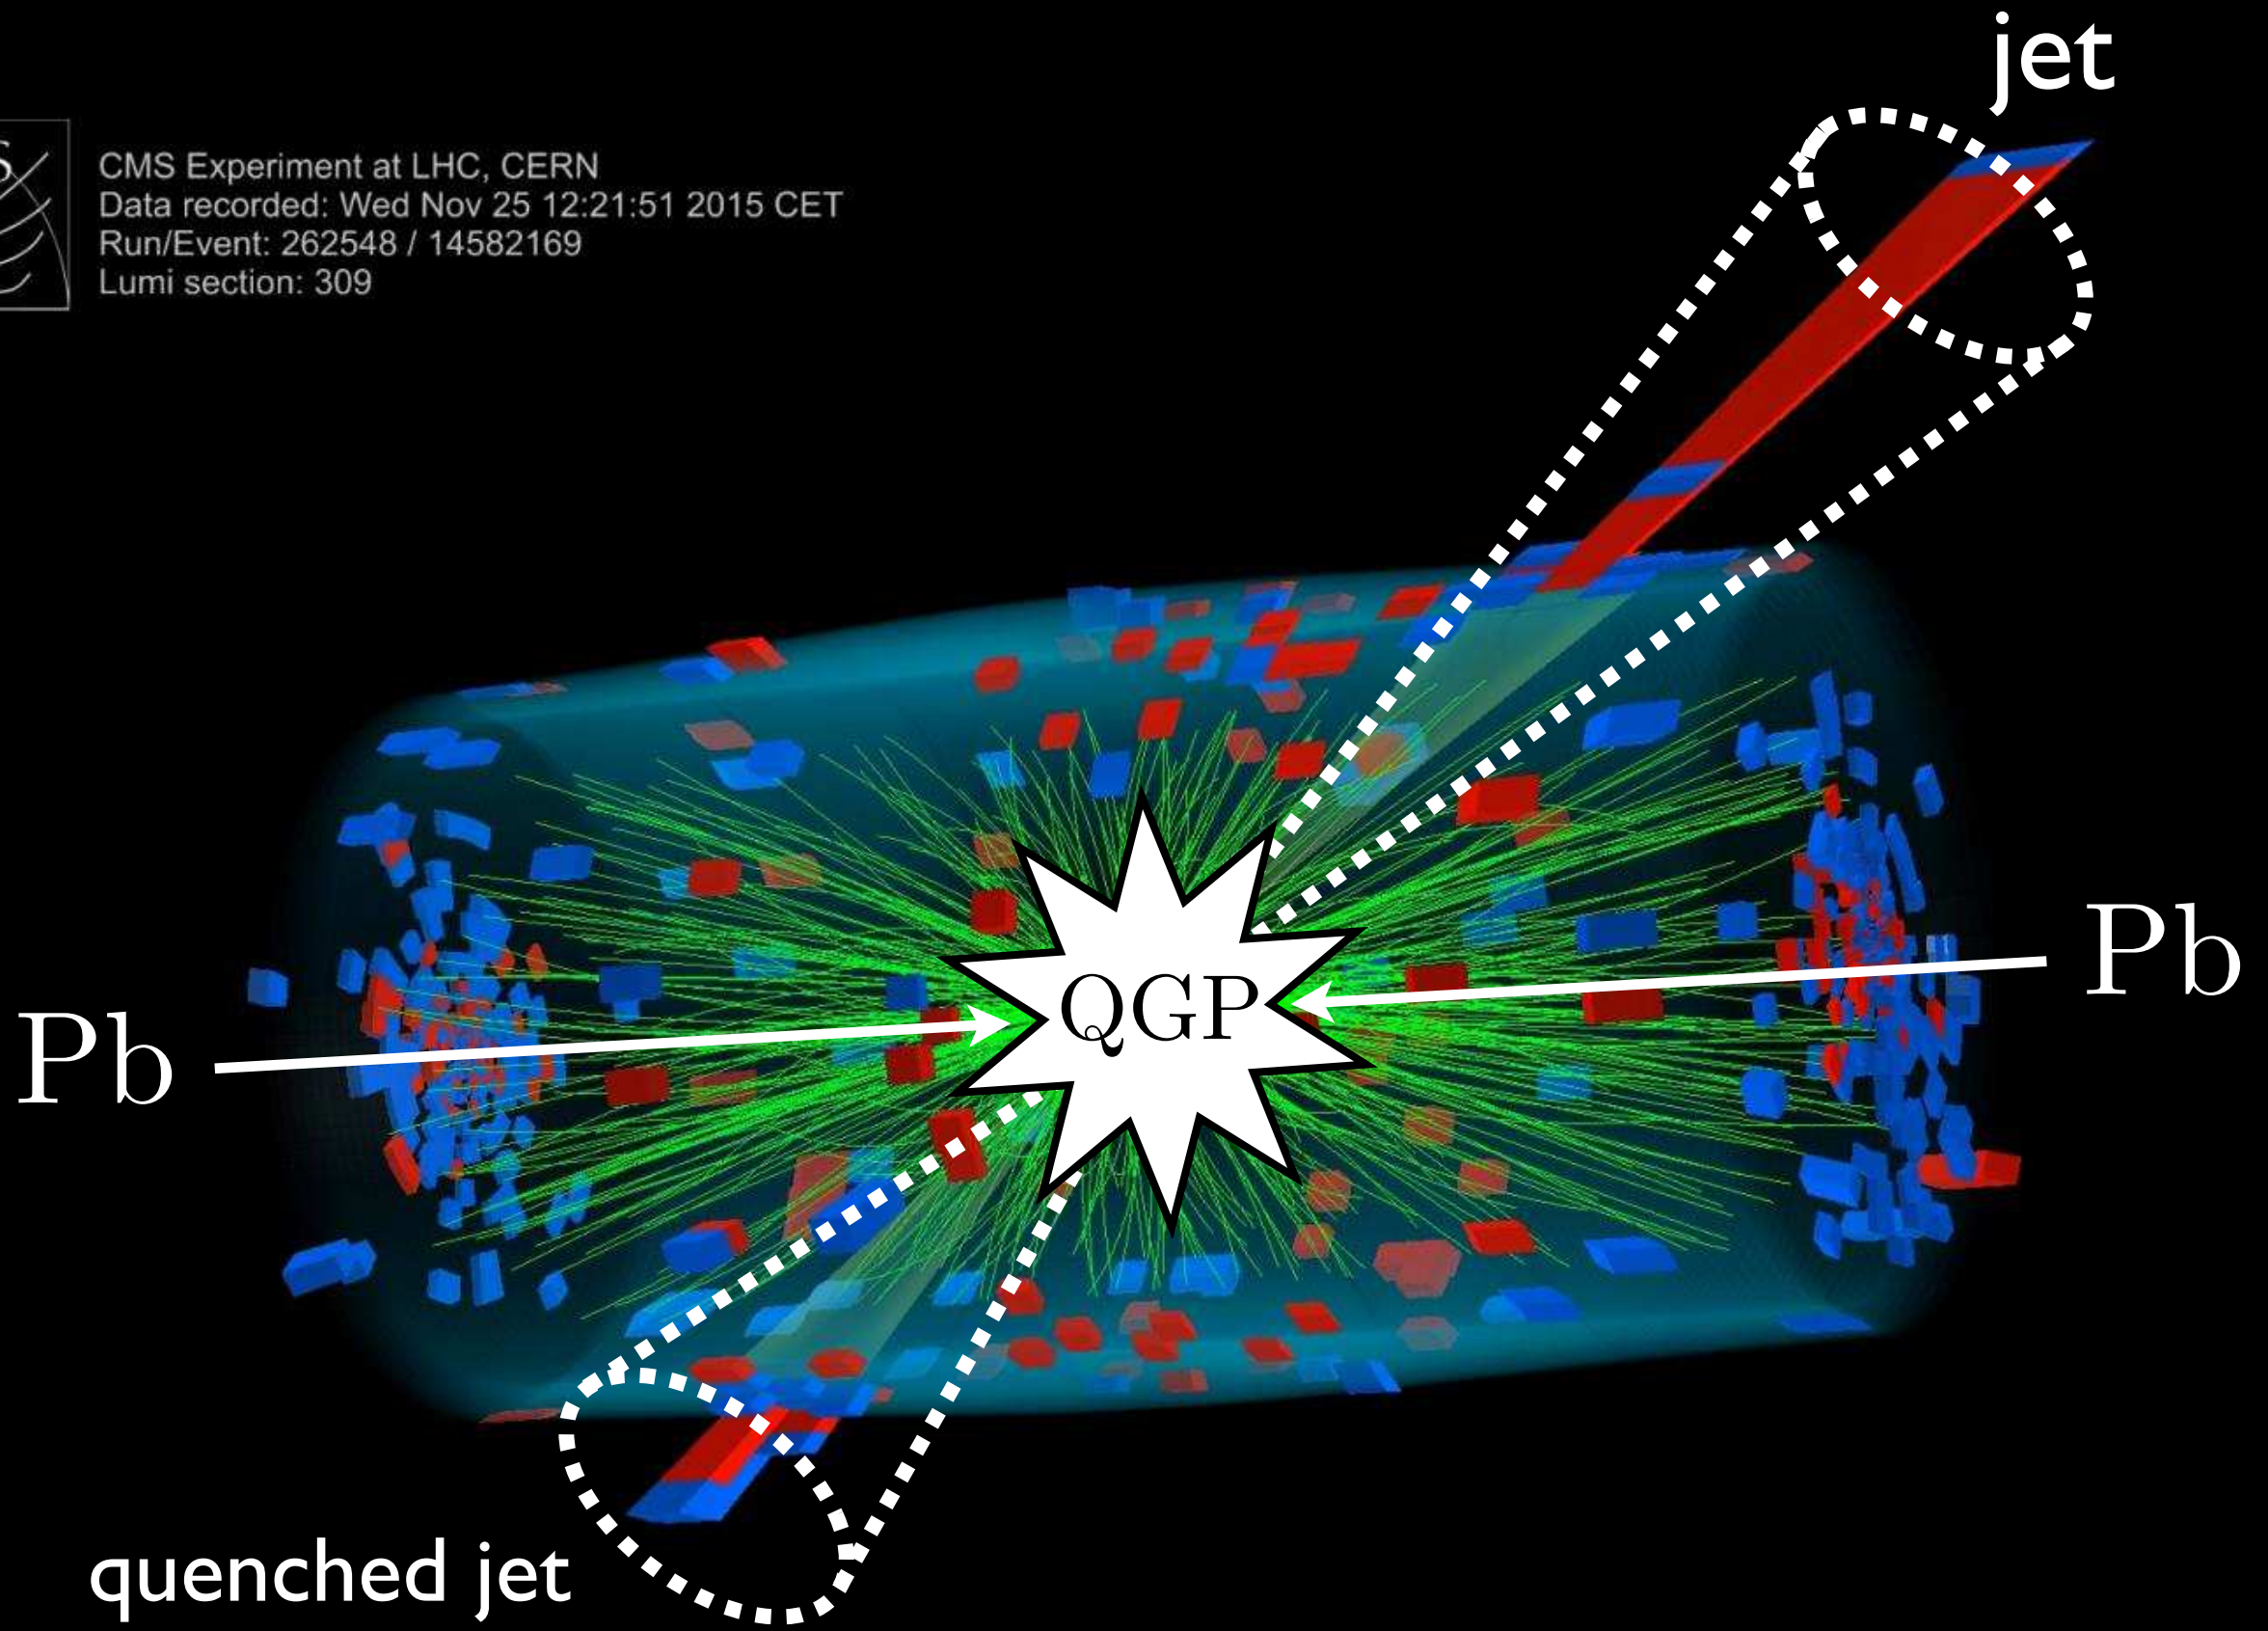 jet
CMS Experiment at LHC, CERN
Data recorded: Wed Nov 25 12:21:51 2015 CET
Run/Event: 262548 / 14582169
Lumi section: 309
Pb
QGP
Pb
quenched jet